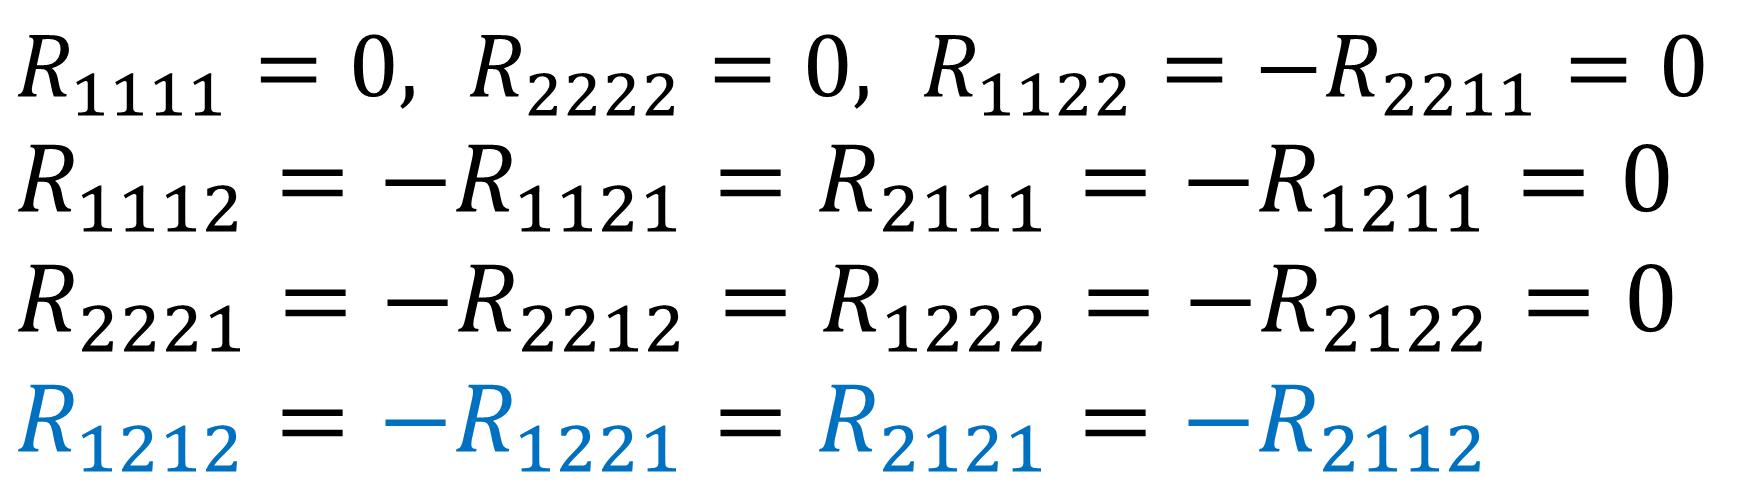 R₁₁₁₁ = 0, R₂₂₂₂ = 0, R₁₁₂₂ = −R₂₂₁₁ = 0
R₁₁₁₂ = −R₁₁₂₁ = R₂₁₁₁ = −R₁₂₁₁ = 0
R₂₂₂₁ = −R₂₂₁₂ = R₁₂₂₂ = −R₂₁₂₂ = 0
R₁₂₁₂ = −R₁₂₂₁ = R₂₁₂₁ = −R₂₁₁₂